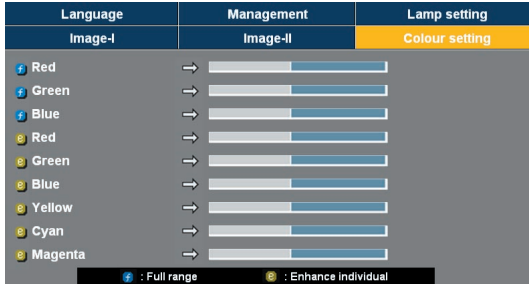 Language Management Lamp setting
Image-I Image-II Colour setting
f Red
f Green
f Blue
e Red
e Green
e Blue
e Yellow
e Cyan
e Magenta
f : Full range e : Enhance individual